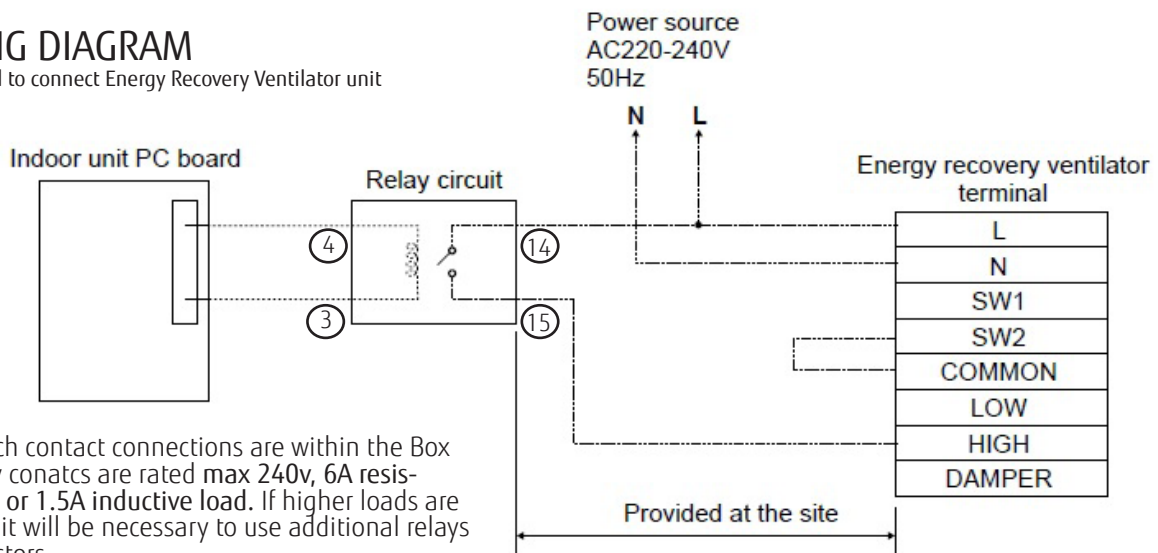 NG DIAGRAM
to connect Energy Recovery Ventilator unit
Power source
AC220-240V
50Hz
N L
Indoor unit PC board
Relay circuit
Energy recovery ventilator
terminal
4
3
14
15
L
N
SW1
SW2
COMMON
LOW
HIGH
DAMPER
ch contact connections are within the Box
y conatcs are rated max 240v, 6A resis-
or 1.5A inductive load. If higher loads are
it will be necessary to use additional relays
ctors
Provided at the site